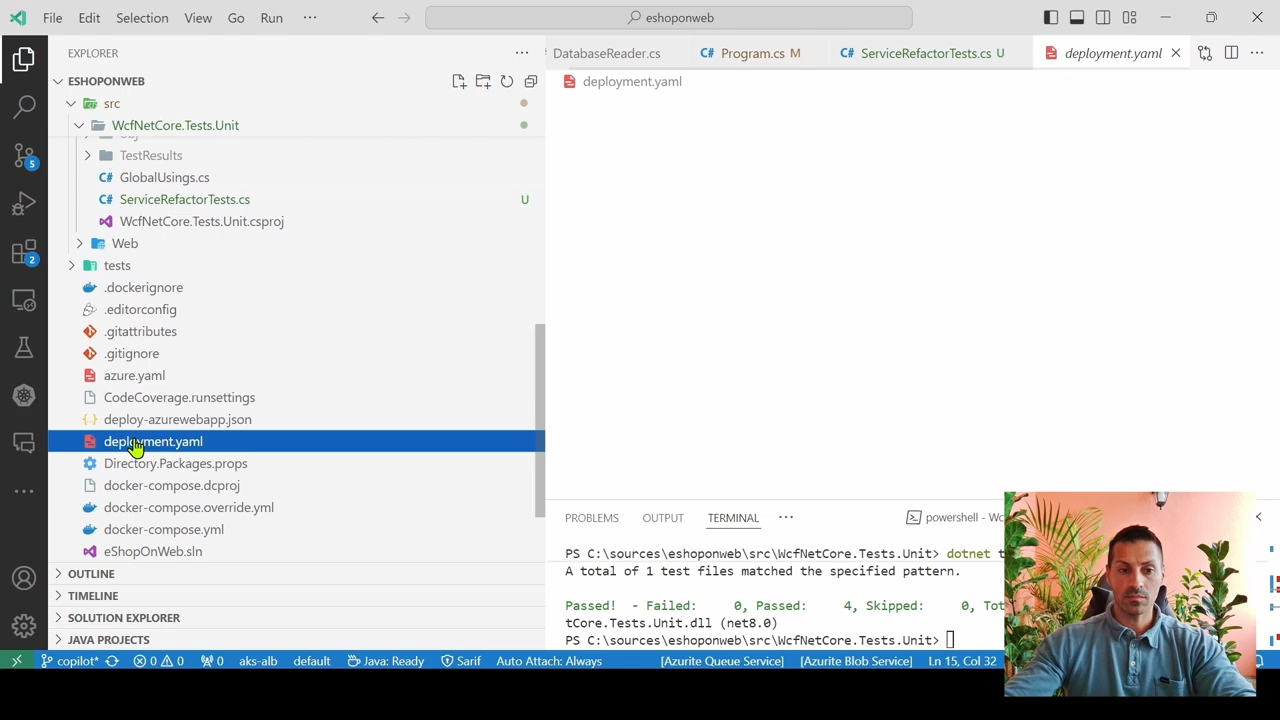 File Edit Selection View Go Run ··· eshoponweb
EXPLORER ···
DatabaseReader.cs Program.cs M ServiceRefactorTests.cs U deployment.yaml
ESHOPONWEB
deployment.yaml
src
WcfNetCore.Tests.Unit
TestResults
C# GlobalUsings.cs
C# ServiceRefactorTests.cs U
WcfNetCore.Tests.Unit.csproj
Web
tests
.dockerignore
.editorconfig
.gitattributes
.gitignore
azure.yaml
CodeCoverage.runsettings
deploy-azurewebapp.json
deployment.yaml
Directory.Packages.props
docker-compose.dcproj
docker-compose.override.yml
docker-compose.yml
eShopOnWeb.sln
OUTLINE
TIMELINE
SOLUTION EXPLORER
JAVA PROJECTS
5
2
PROBLEMS OUTPUT TERMINAL ··· powershell
PS C:\sources\eshoponweb\src\WcfNetCore.Tests.Unit> dotnet
A total of 1 test files matched the specified pattern.
Passed! - Failed: 0, Passed: 4, Skipped: 0,
tCore.Tests.Unit.dll (net8.0)
PS C:\sources\eshoponweb\src\WcfNetCore.Tests.Unit>
copilot* 0 0 0 aks-alb default Java: Ready Sarif Auto Attach: Always [Azurite Queue Service] [Azurite Blob Service] Ln 15, Col 32